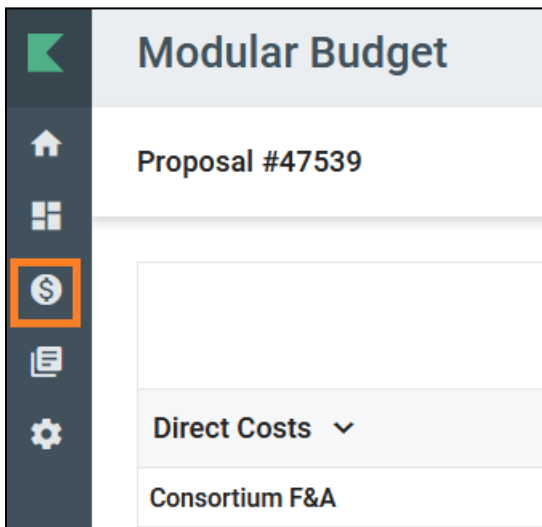 Modular Budget
Proposal #47539
Direct Costs
Consortium F&A